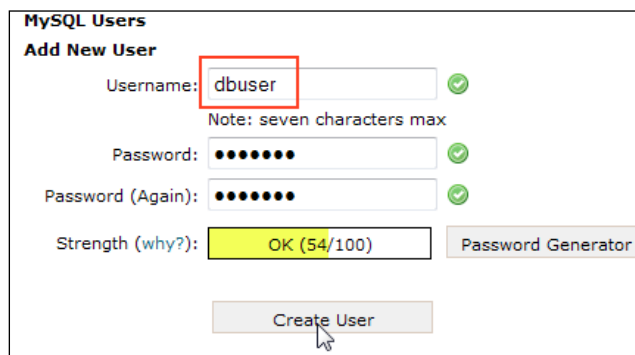 MySQL Users
Add New User
Username: dbuser
Note: seven characters max
Password: ●●●●●●●
Password (Again): ●●●●●●●
Strength (why?): OK (54/100) Password Generator
Create User